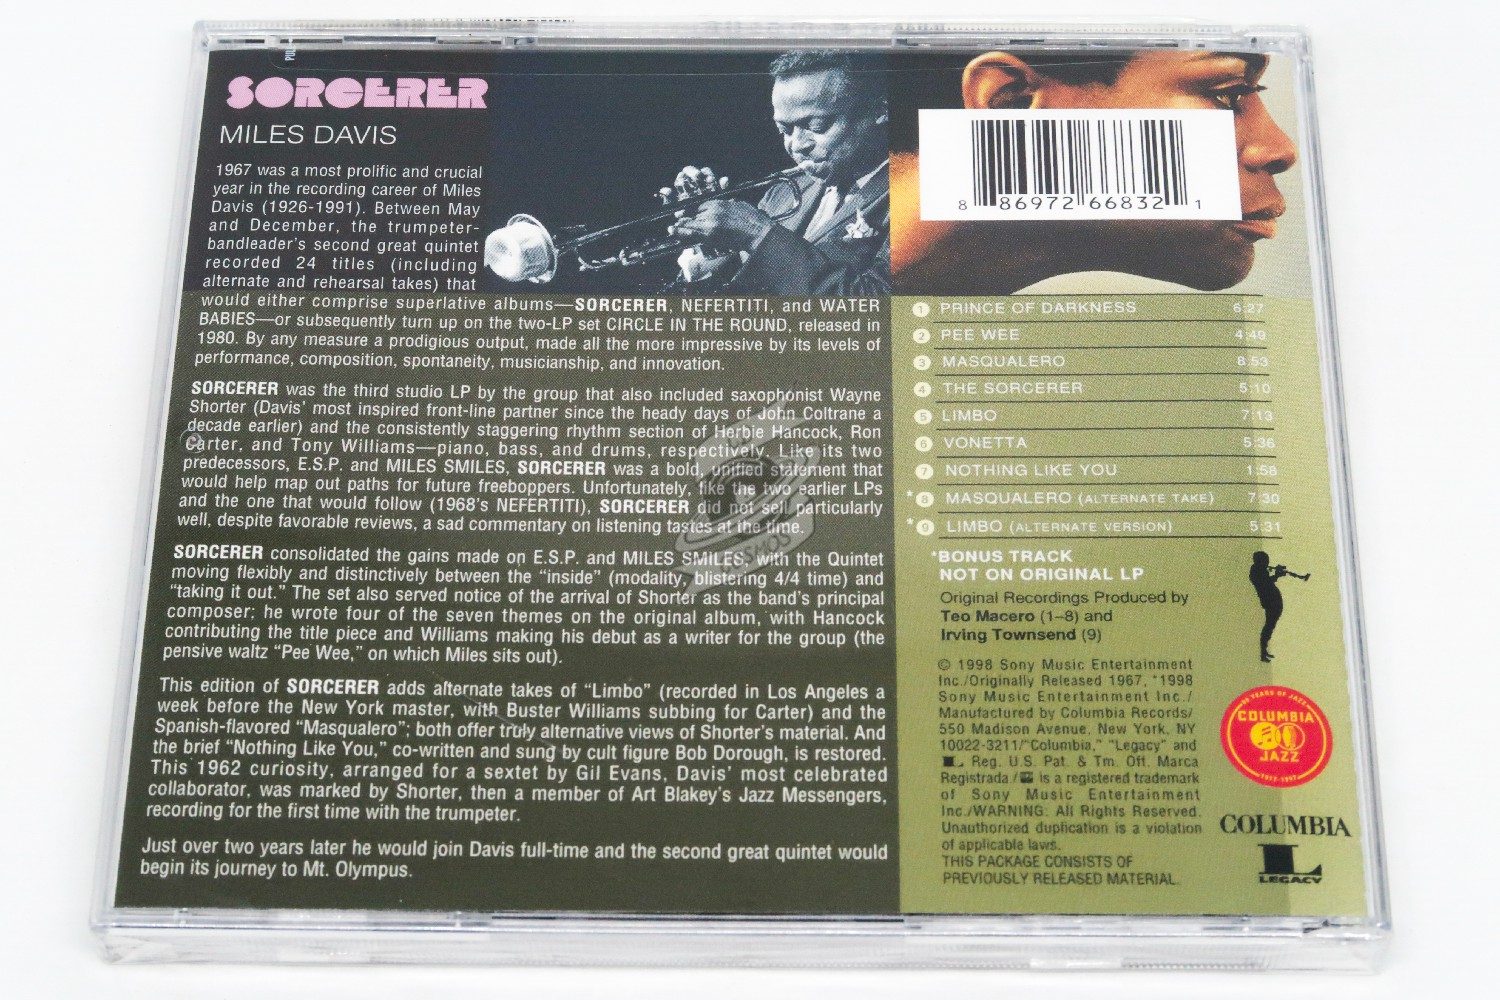 SORCERER
MILES DAVIS
1967 was a most prolific and crucial
year in the recording career of Miles
Davis (1926-1991). Between May
and December, the trumpeter-
bandleader's second great quintet
recorded 24 titles (including
alternate and rehearsal takes) that
would either comprise superlative albums—SORCERER, NEFERTITI, and WATER
BABIES—or subsequently turn up on the two-LP set CIRCLE IN THE ROUND, released in
1980. By any measure a prodigious output, made all the more impressive by its levels of
performance, composition, spontaneity, musicianship, and innovation.
SORCERER was the third studio LP by the group that also included saxophonist Wayne
Shorter (Davis' most inspired front-line partner since the heady days of John Coltrane a
decade earlier) and the consistently staggering rhythm section of Herbie Hancock, Ron
Carter, and Tony Williams—piano, bass, and drums, respectively. Like its two
predecessors, E.S.P. and MILES SMILES, SORCERER was a bold, unified statement that
would help map out paths for future freeboppers. Unfortunately, like the two earlier LPs
and the one that would follow (1968's NEFERTITI), SORCERER did not sell particularly
well, despite favorable reviews, a sad commentary on listening tastes at the time.
SORCERER consolidated the gains made on E.S.P. and MILES SMILES, with the Quintet
moving flexibly and distinctively between the "inside" (modality, blistering 4/4 time) and
"taking it out." The set also served notice of the arrival of Shorter as the band's principal
composer; he wrote four of the seven themes on the original album, with Hancock
contributing the title piece and Williams making his debut as a writer for the group (the
pensive waltz "Pee Wee," on which Miles sits out).
This edition of SORCERER adds alternate takes of "Limbo" (recorded in Los Angeles a
week before the New York master, with Buster Williams subbing for Carter) and the
Spanish-flavored "Masqualero"; both offer truly alternative views of Shorter's material. And
the brief "Nothing Like You," co-written and sung by cult figure Bob Dorough, is restored.
This 1962 curiosity, arranged for a sextet by Gil Evans, Davis' most celebrated
collaborator, was marked by Shorter, then a member of Art Blakey's Jazz Messengers,
recording for the first time with the trumpeter.
Just over two years later he would join Davis full-time and the second great quintet would
begin its journey to Mt. Olympus.
8 86972 66832 1
1 PRINCE OF DARKNESS 6:27
2 PEE WEE 4:49
3 MASQUALERO 8:53
4 THE SORCERER 5:10
5 LIMBO 7:13
6 VONETTA 5:36
7 NOTHING LIKE YOU 1:58
*8 MASQUALERO (ALTERNATE TAKE) 7:30
*9 LIMBO (ALTERNATE VERSION) 5:31
*BONUS TRACK
NOT ON ORIGINAL LP
Original Recordings Produced by
Teo Macero (1–8) and
Irving Townsend (9)
© 1998 Sony Music Entertainment
Inc./Originally Released 1967, *1998
Sony Music Entertainment Inc./
Manufactured by Columbia Records/
550 Madison Avenue, New York, NY
10022-3211/"Columbia," "Legacy" and
L Reg. U.S. Pat. & Tm. Off. Marca
Registrada / is a registered trademark
of Sony Music Entertainment
Inc./WARNING: All Rights Reserved.
Unauthorized duplication is a violation
of applicable laws.
THIS PACKAGE CONSISTS OF
PREVIOUSLY RELEASED MATERIAL.
COLUMBIA
JAZZ
1917-1997
COLUMBIA
L
LEGACY
COSMOS